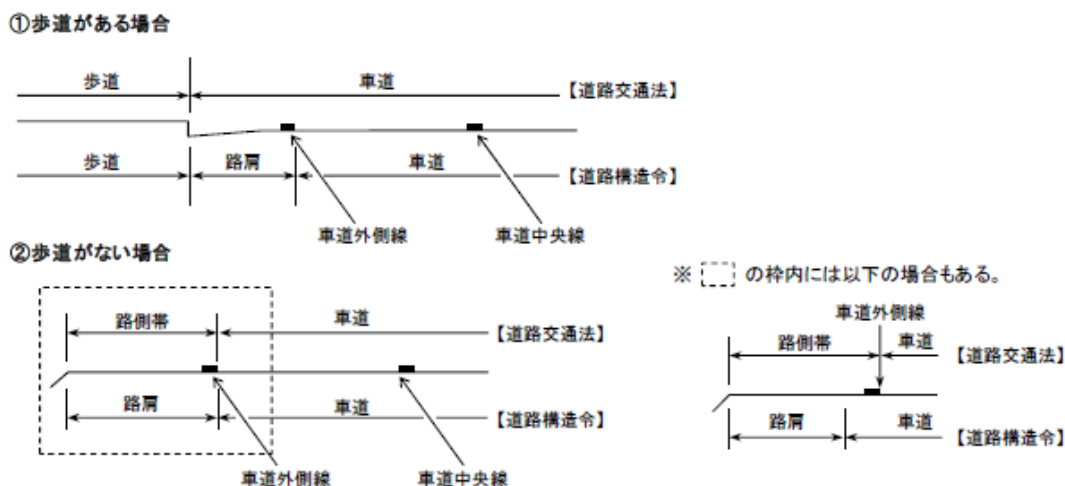 ①歩道がある場合
歩道 車道 【道路交通法】
歩道 路肩 車道 【道路構造令】
車道外側線 車道中央線
②歩道がない場合
路側帯 車道 【道路交通法】
路肩 車道 【道路構造令】
車道外側線 車道中央線
※ の枠内には以下の場合もある。
車道外側線
路側帯 車道 【道路交通法】
路肩 車道 【道路構造令】